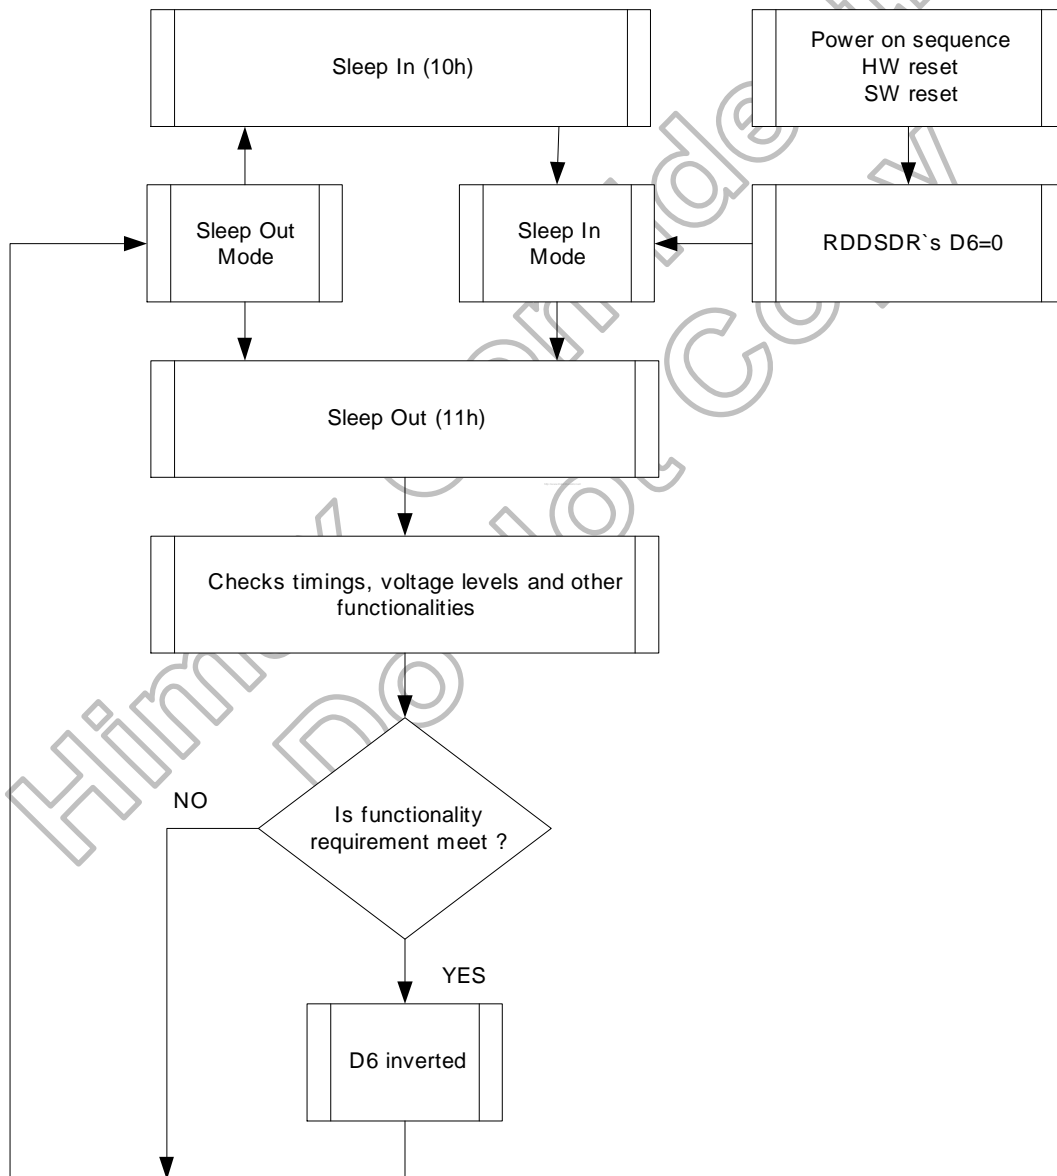 Sleep In (10h)
Power on sequence
HW reset
SW reset
Sleep Out
Mode
Sleep In
Mode
RDDSDR`s D6=0
Sleep Out (11h)
Checks timings, voltage levels and other
functionalities
NO
Is functionality
requirement meet ?
YES
D6 inverted